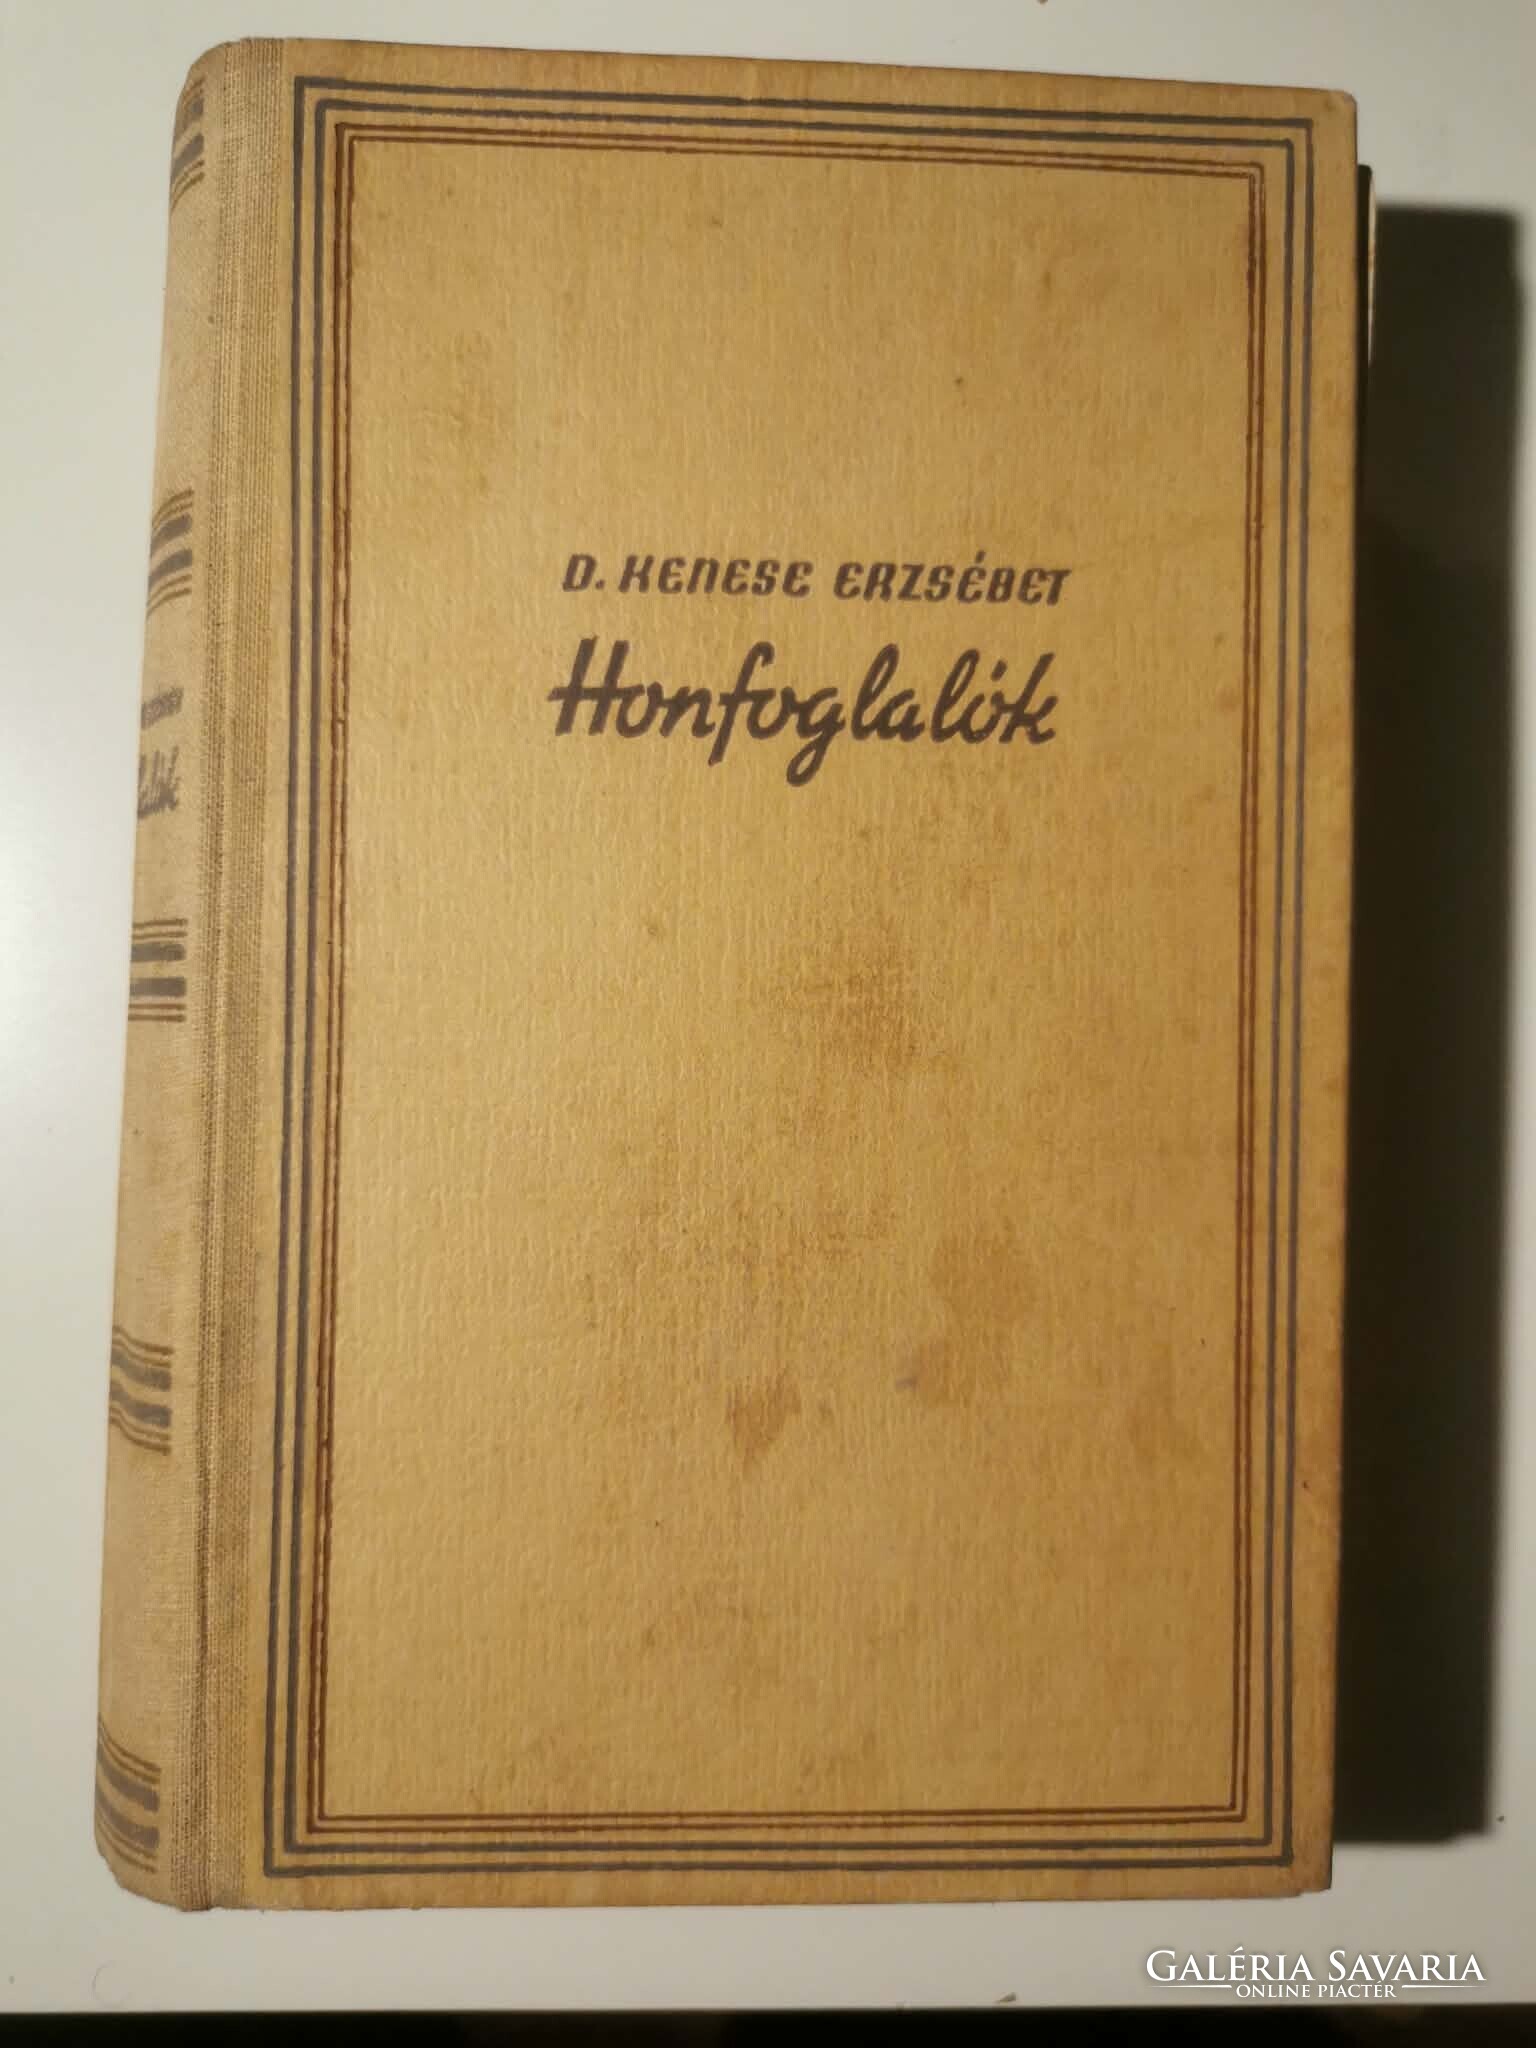 D. KENESE ERZSÉBET
Honfoglalók
GALÉRIA SAVARIA
ONLINE PIACTÉR